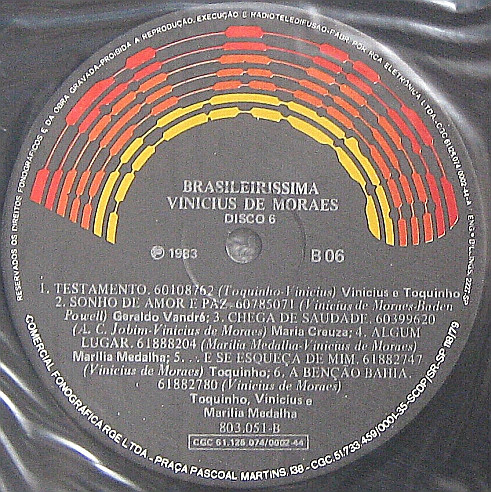 RESERVADOS OS DIREITOS FONOGRÁFICOS E DA OBRA GRAVADA-PROIBIDA A REPRODUÇÃO, EXECUÇÃO E RADIOTELEDIFUSÃO-FABR. POR RCA ELETRÔNICA LTDA-CGC
BRASILEIRISSIMA
VINICIUS DE MORAES
DISCO 6
℗ 1983 B 06
1. TESTAMENTO. 60108762 (Toquinho-Vinicius) Vinicius e Toquinho
2. SONHO DE AMOR E PAZ-60785071 (Vinicius de Moraes-Baden
Powell) Geraldo Vandré; 3. CHEGA DE SAUDADE. 60399620
(A. C. Jobim-Vinicius de Moraes) Maria Creuza; 4. ALGUM
LUGAR. 61888204 (Marilia Medalha-Vinicius de Moraes)
Marilia Medalha; 5. . . . E SE ESQUEÇA DE MIM. 61882747
(Vinicius de Moraes) Toquinho; 6. A BENÇÃO BAHIA.
61882780 (Vinicius de Moraes)
Toquinho, Vinicius e
Marilia Medalha
803.051-B
CGC 61.126.074/0002-44
COMERCIAL FONOGRÁFICA RGE LTDA - PRAÇA PASCOAL MARTINS, 138 - CGC 51.733.459/0001-35-SCDP/SR-SP 118/79